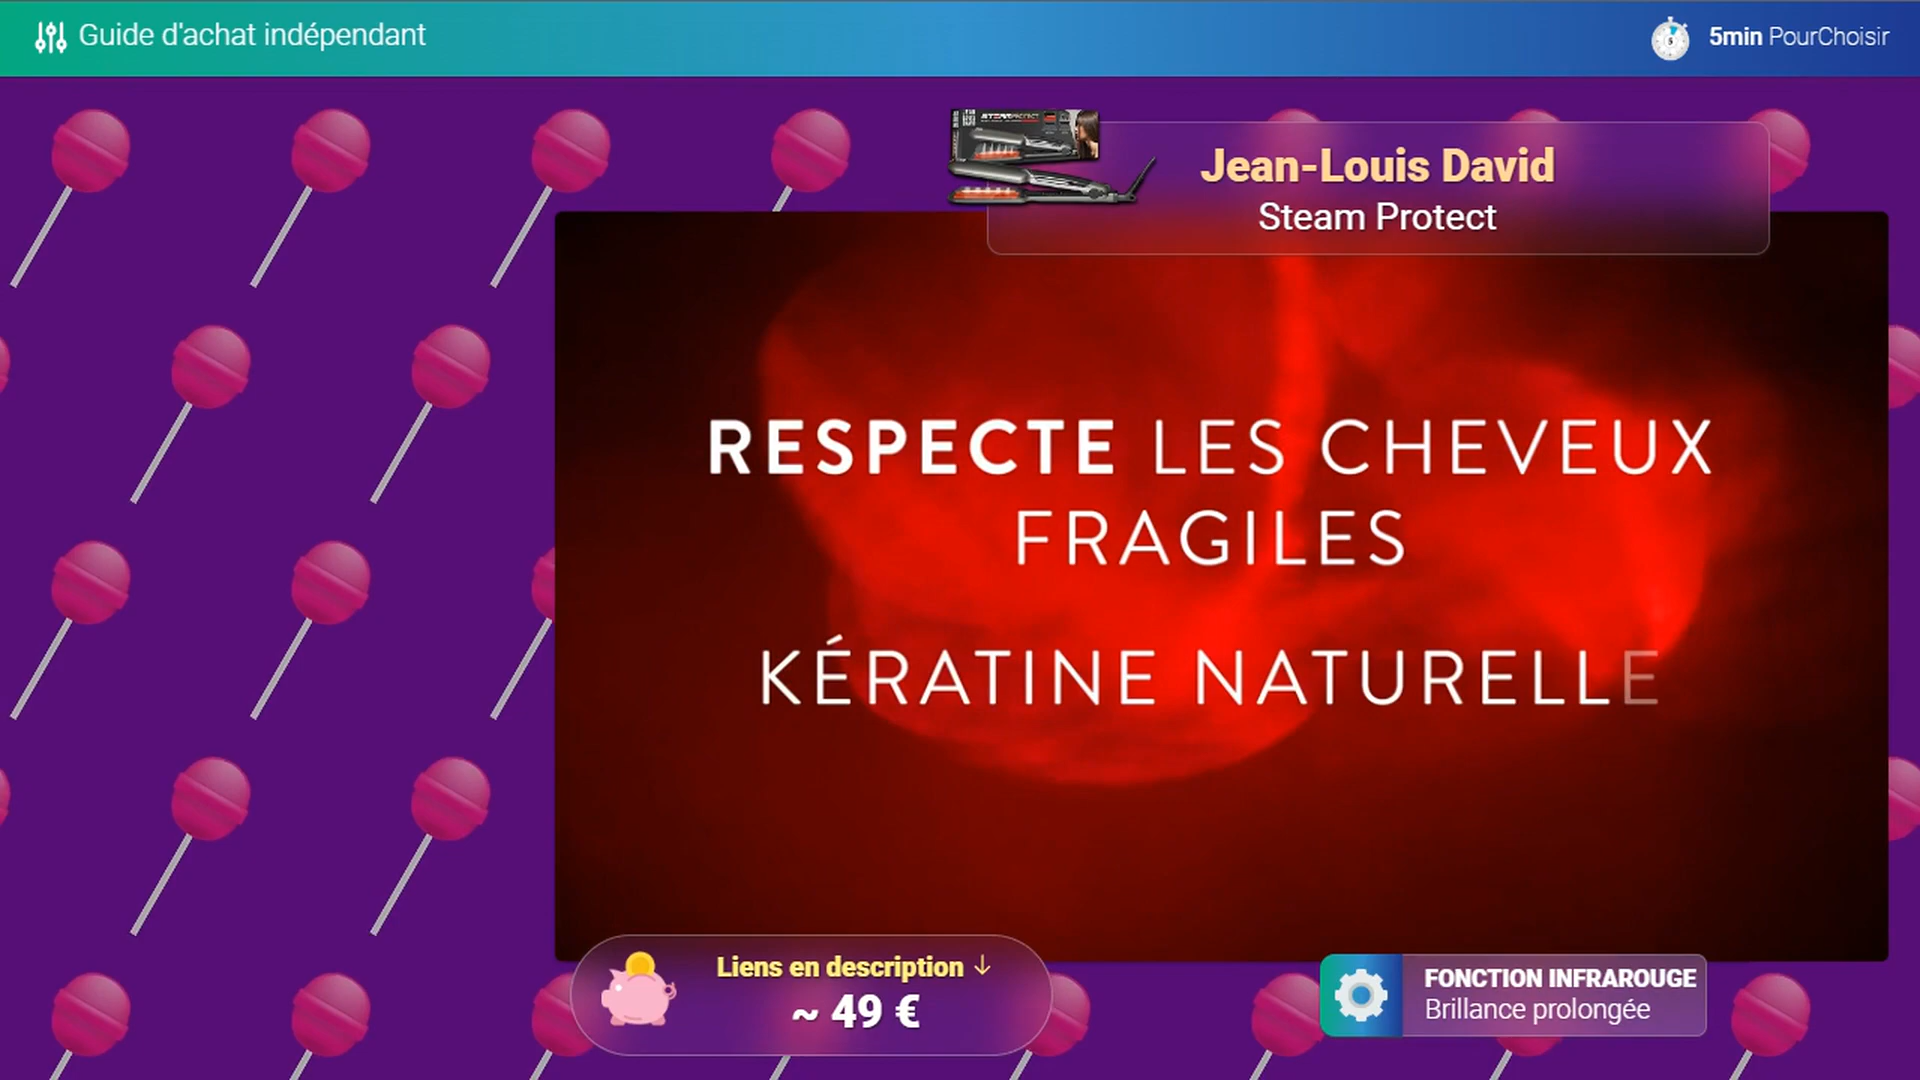 Guide d'achat indépendant
5min PourChoisir
Jean-Louis David
Steam Protect
RESPECTE LES CHEVEUX
FRAGILES
KÉRATINE NATURELLE
Liens en description ↓
~ 49 €
FONCTION INFRAROUGE
Brillance prolongée